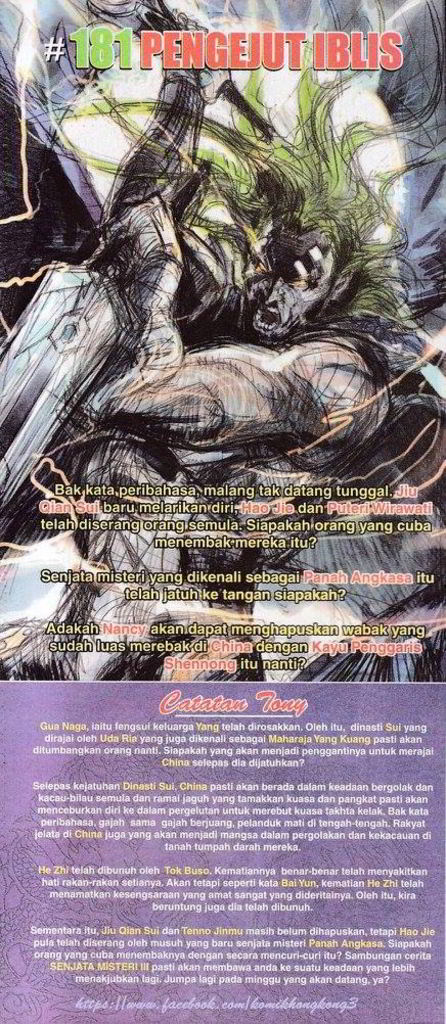 #181 PENGEJUT IBLIS
Bak kata peribahasa, malang tak datang tunggal. Jiu
Qian Sui baru melarikan diri, Hao Jie dan Puteri Wirawati
telah diserang orang semula. Siapakah orang yang cuba
menembak mereka itu?
Senjata misteri yang dikenali sebagai Panah Angkasa itu
telah jatuh ke tangan siapakah?
Adakah Nancy akan dapat menghapuskan wabak yang
sudah luas merebak di China dengan Kayu Penggaris
Shennong itu nanti?
Catatan Tony
Gua Naga, iaitu fengsui keluarga Yang telah dirosakkan. Oleh itu, dinasti Sui yang
dirajai oleh Uda Ria yang juga dikenali sebagai Maharaja Yang Kuang pasti akan
ditumbangkan orang nanti. Siapakah yang akan menjadi penggantinya untuk merajai
China selepas dia dijatuhkan?
Selepas kejatuhan Dinasti Sui, China pasti akan berada dalam keadaan bergolak dan
kacau-bilau semula dan ramai jaguh yang tamakkan kuasa dan pangkat pasti akan
menceburkan diri ke dalam pergelutan untuk merebut kuasa takhta kelak. Bak kata
peribahasa, gajah sama gajah berjuang, pelanduk mati di tengah-tengah. Rakyat
jelata di China juga yang akan menjadi mangsa dalam pergolakan dan kekacauan di
tanah tumpah darah mereka.
He Zhi telah dibunuh oleh Tok Buso. Kematiannya benar-benar telah menyakitkan
hati rakan-rakan setianya. Akan tetapi seperti kata Bai Yun, kematian He Zhi telah
menamatkan kesengsaraan yang amat sangat yang dideritainya. Oleh itu, kira
beruntung juga dia telah dibunuh.
Sementara itu, Jiu Qian Sui dan Tenno Jinmu masih belum dihapuskan, tetapi Hao Jie
pula telah diserang oleh musuh yang baru senjata misteri Panah Angkasa. Siapakah
orang yang cuba menembaknya dengan secara mencuri-curi itu? Sambungan cerita
SENJATA MISTERI III pasti akan membawa anda ke suatu keadaan yang lebih
menakjubkan lagi. Jumpa lagi pada minggu yang akan datang, ya?
https://www.facebook.com/komikhongkong3